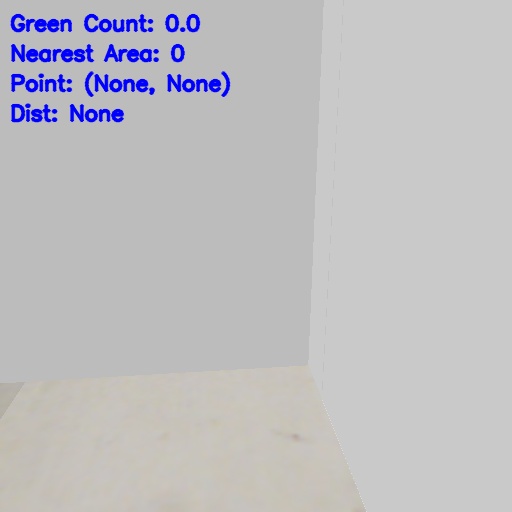 Green Count: 0.0
Nearest Area: 0
Point: (None, None)
Dist: None